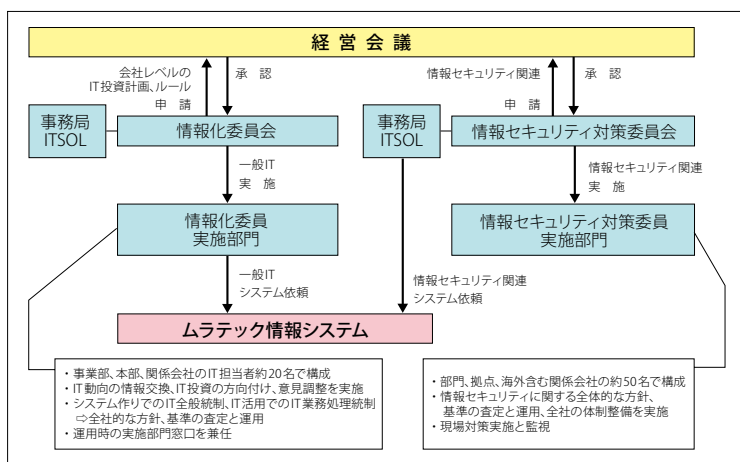 経営会議
会社レベルの
IT投資計画、ルール
申 請
承 認
情報セキュリティ関連
申 請
承 認
事務局
ITSOL
情報化委員会
事務局
ITSOL
情報セキュリティ対策委員会
一般IT
実 施
情報セキュリティ関連
実 施
情報化委員
実施部門
情報セキュリティ対策委員
実施部門
一般IT
システム依頼
情報セキュリティ関連
システム依頼
ムラテック情報システム
・事業部、本部、関係会社のIT担当者約20名で構成
・IT動向の情報交換、IT投資の方向付け、意見調整を実施
・システム作りでのIT全般統制、IT活用でのIT業務処理統制
⇨全社的な方針、基準の査定と運用
・運用時の実施部門窓口を兼任
・部門、拠点、海外含む関係会社の約50名で構成
・情報セキュリティに関する全体的な方針、
基準の査定と運用、全社の体制整備を実施
・現場対策実施と監視